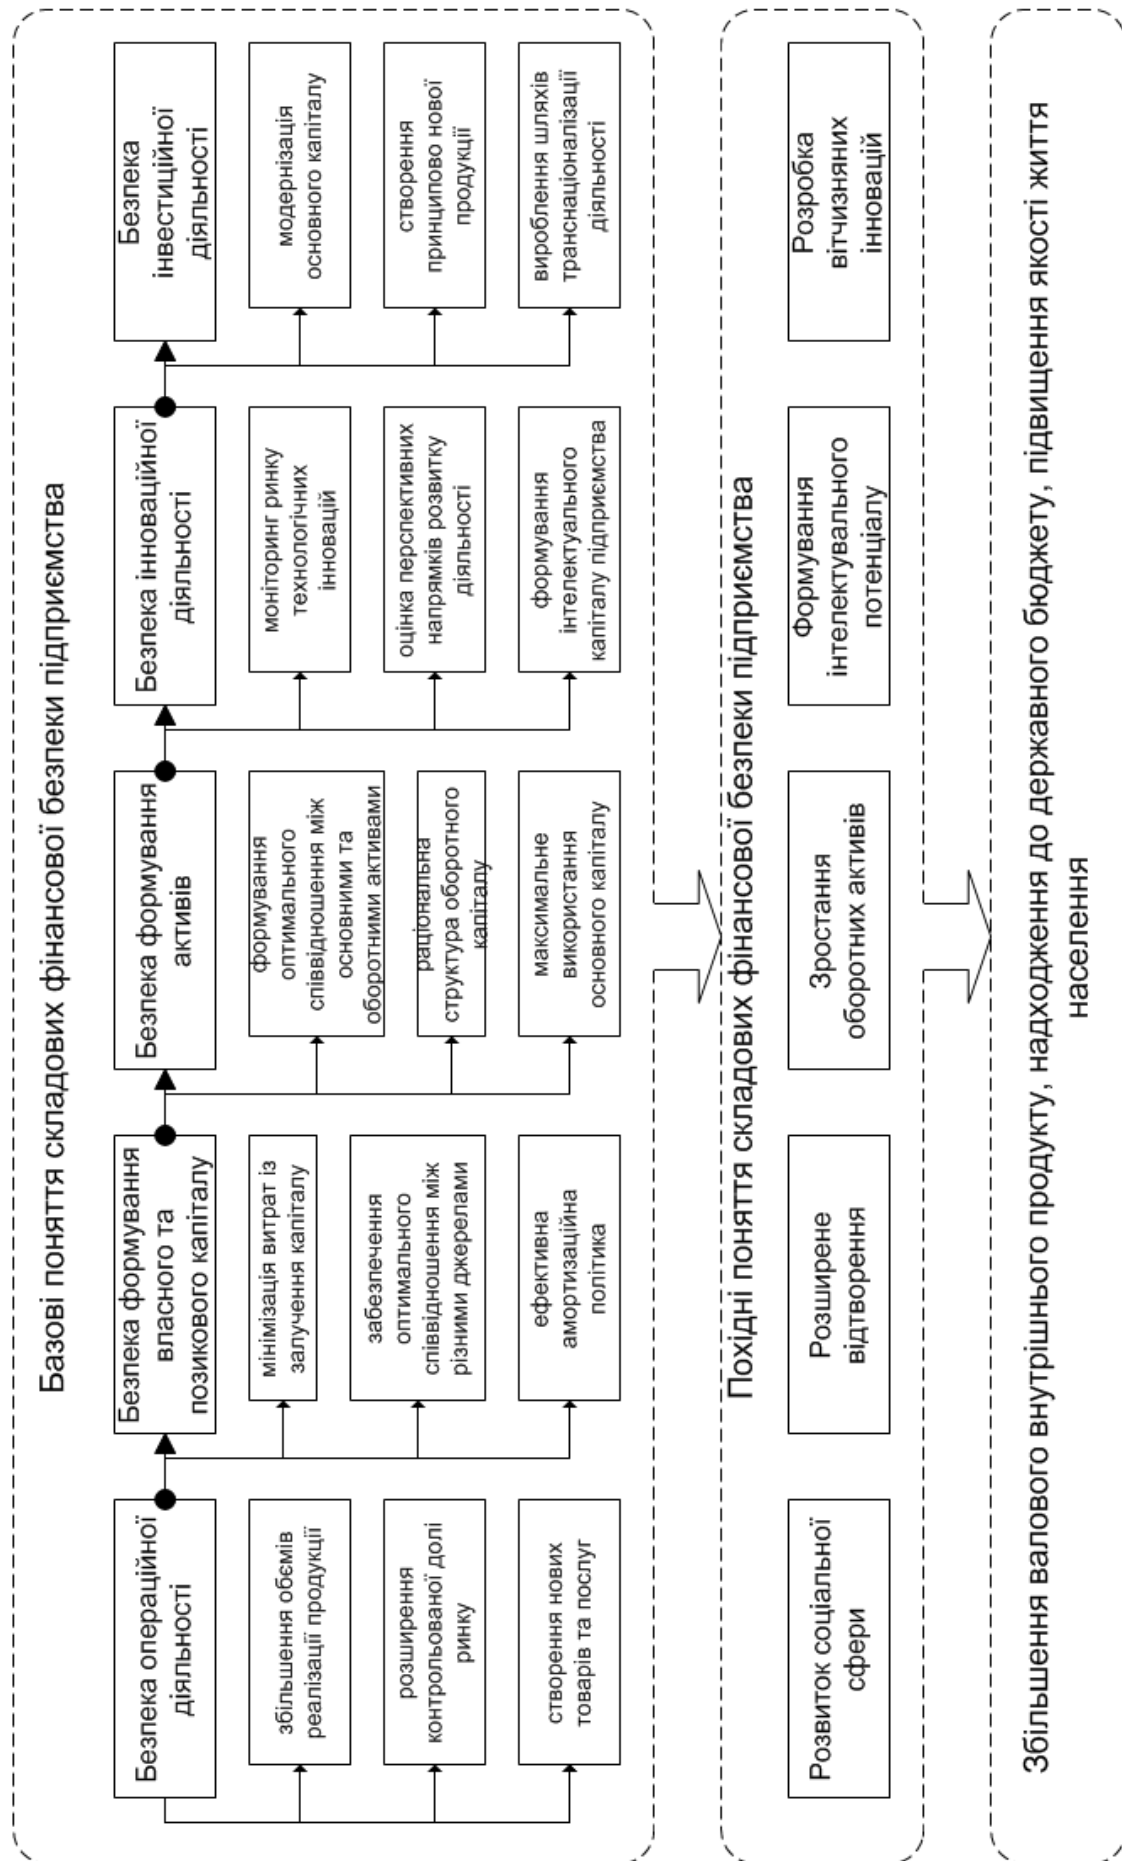 Базові поняття складових фінансової безпеки підприємства
Безпека операційної
діяльності
збільшення обємів
реалізації продукції
розширення
контрольованої долі
ринку
створення нових
товарів та послуг
Безпека формування
власного та
позикового капіталу
мінімізація витрат із
залучення капіталу
забезпечення
оптимального
співвідношення між
різними джерелами
ефективна
амортизаційна
політика
Безпека формування
активів
формування
оптимального
співвідношення між
основними та
оборотними активами
раціональна
структура оборотного
капіталу
максимальне
використання
основного капіталу
Безпека інноваційної
діяльності
моніторинг ринку
технологічних
інновацій
оцінка перспективних
напрямків розвитку
діяльності
формування
інтелектуального
капіталу підприємства
Безпека
інвестиційної
діяльності
модернізація
основного капіталу
створення
принципово нової
продукції
вироблення шляхів
транснаціоналізації
діяльності
Похідні поняття складових фінансової безпеки підприємства
Розвиток соціальної
сфери
Розширене
відтворення
Зростання
оборотних активів
Формування
інтелектувального
потенціалу
Розробка
вітчизняних
інновацій
Збільшення валового внутрішнього продукту, надходження до державного бюджету, підвищення якості життя
населення